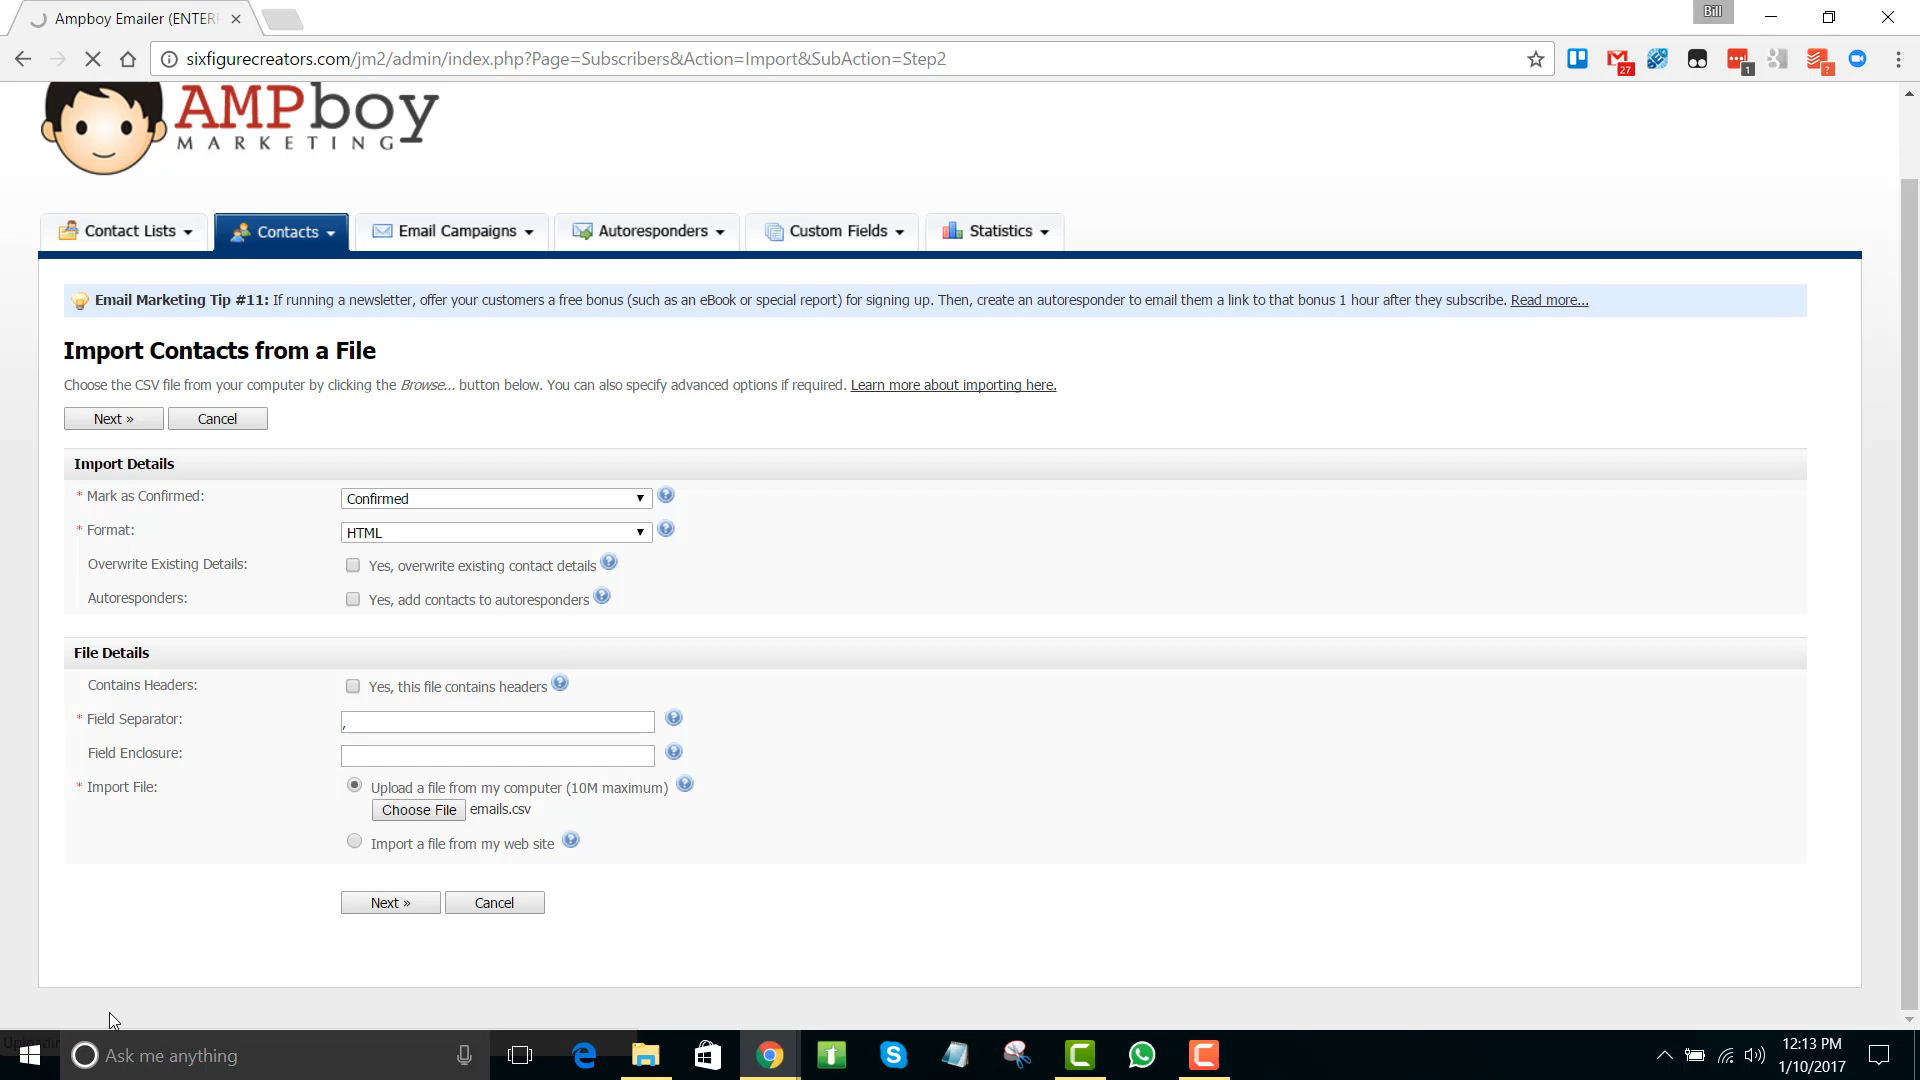 Ampboy Emailer (ENTER
Bill
sixfigurecreators.com/jm2/admin/index.php?Page=Subscribers&Action=Import&SubAction=Step2
27
1
?
AMPboy
MARKETING
Contact Lists
Contacts
Email Campaigns
Autoresponders
Custom Fields
Statistics
Email Marketing Tip #11: If running a newsletter, offer your customers a free bonus (such as an eBook or special report) for signing up. Then, create an autoresponder to email them a link to that bonus 1 hour after they subscribe. Read more...
Import Contacts from a File
Choose the CSV file from your computer by clicking the Browse... button below. You can also specify advanced options if required. Learn more about importing here.
Next »
Cancel
Import Details
* Mark as Confirmed:
Confirmed
* Format:
HTML
Overwrite Existing Details:
Yes, overwrite existing contact details
Autoresponders:
Yes, add contacts to autoresponders
File Details
Contains Headers:
Yes, this file contains headers
* Field Separator:
,
Field Enclosure:
* Import File:
Upload a file from my computer (10M maximum)
Choose File emails.csv
Import a file from my web site
Next »
Cancel
Ask me anything
12:13 PM
1/10/2017